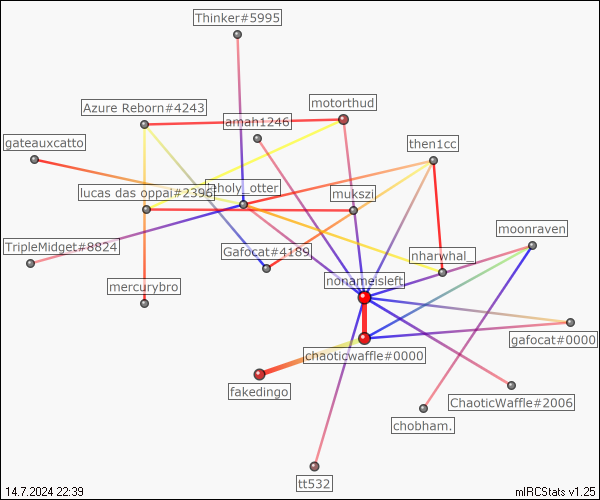 Thinker#5995
Azure Reborn#4243
motorthud
amah1246
gateauxcatto
then1cc
lucas das oppai#2396
eholy_otter
mukszi
moonraven
TripleMidget#8824
Gafocat#4189
nharwhal_
nonameisleft
mercurybro
gafocat#0000
chaoticwaffle#0000
fakedingo
ChaoticWaffle#2006
chobham.
tt532
14.7.2024 22:39
mIRCStats v1.25